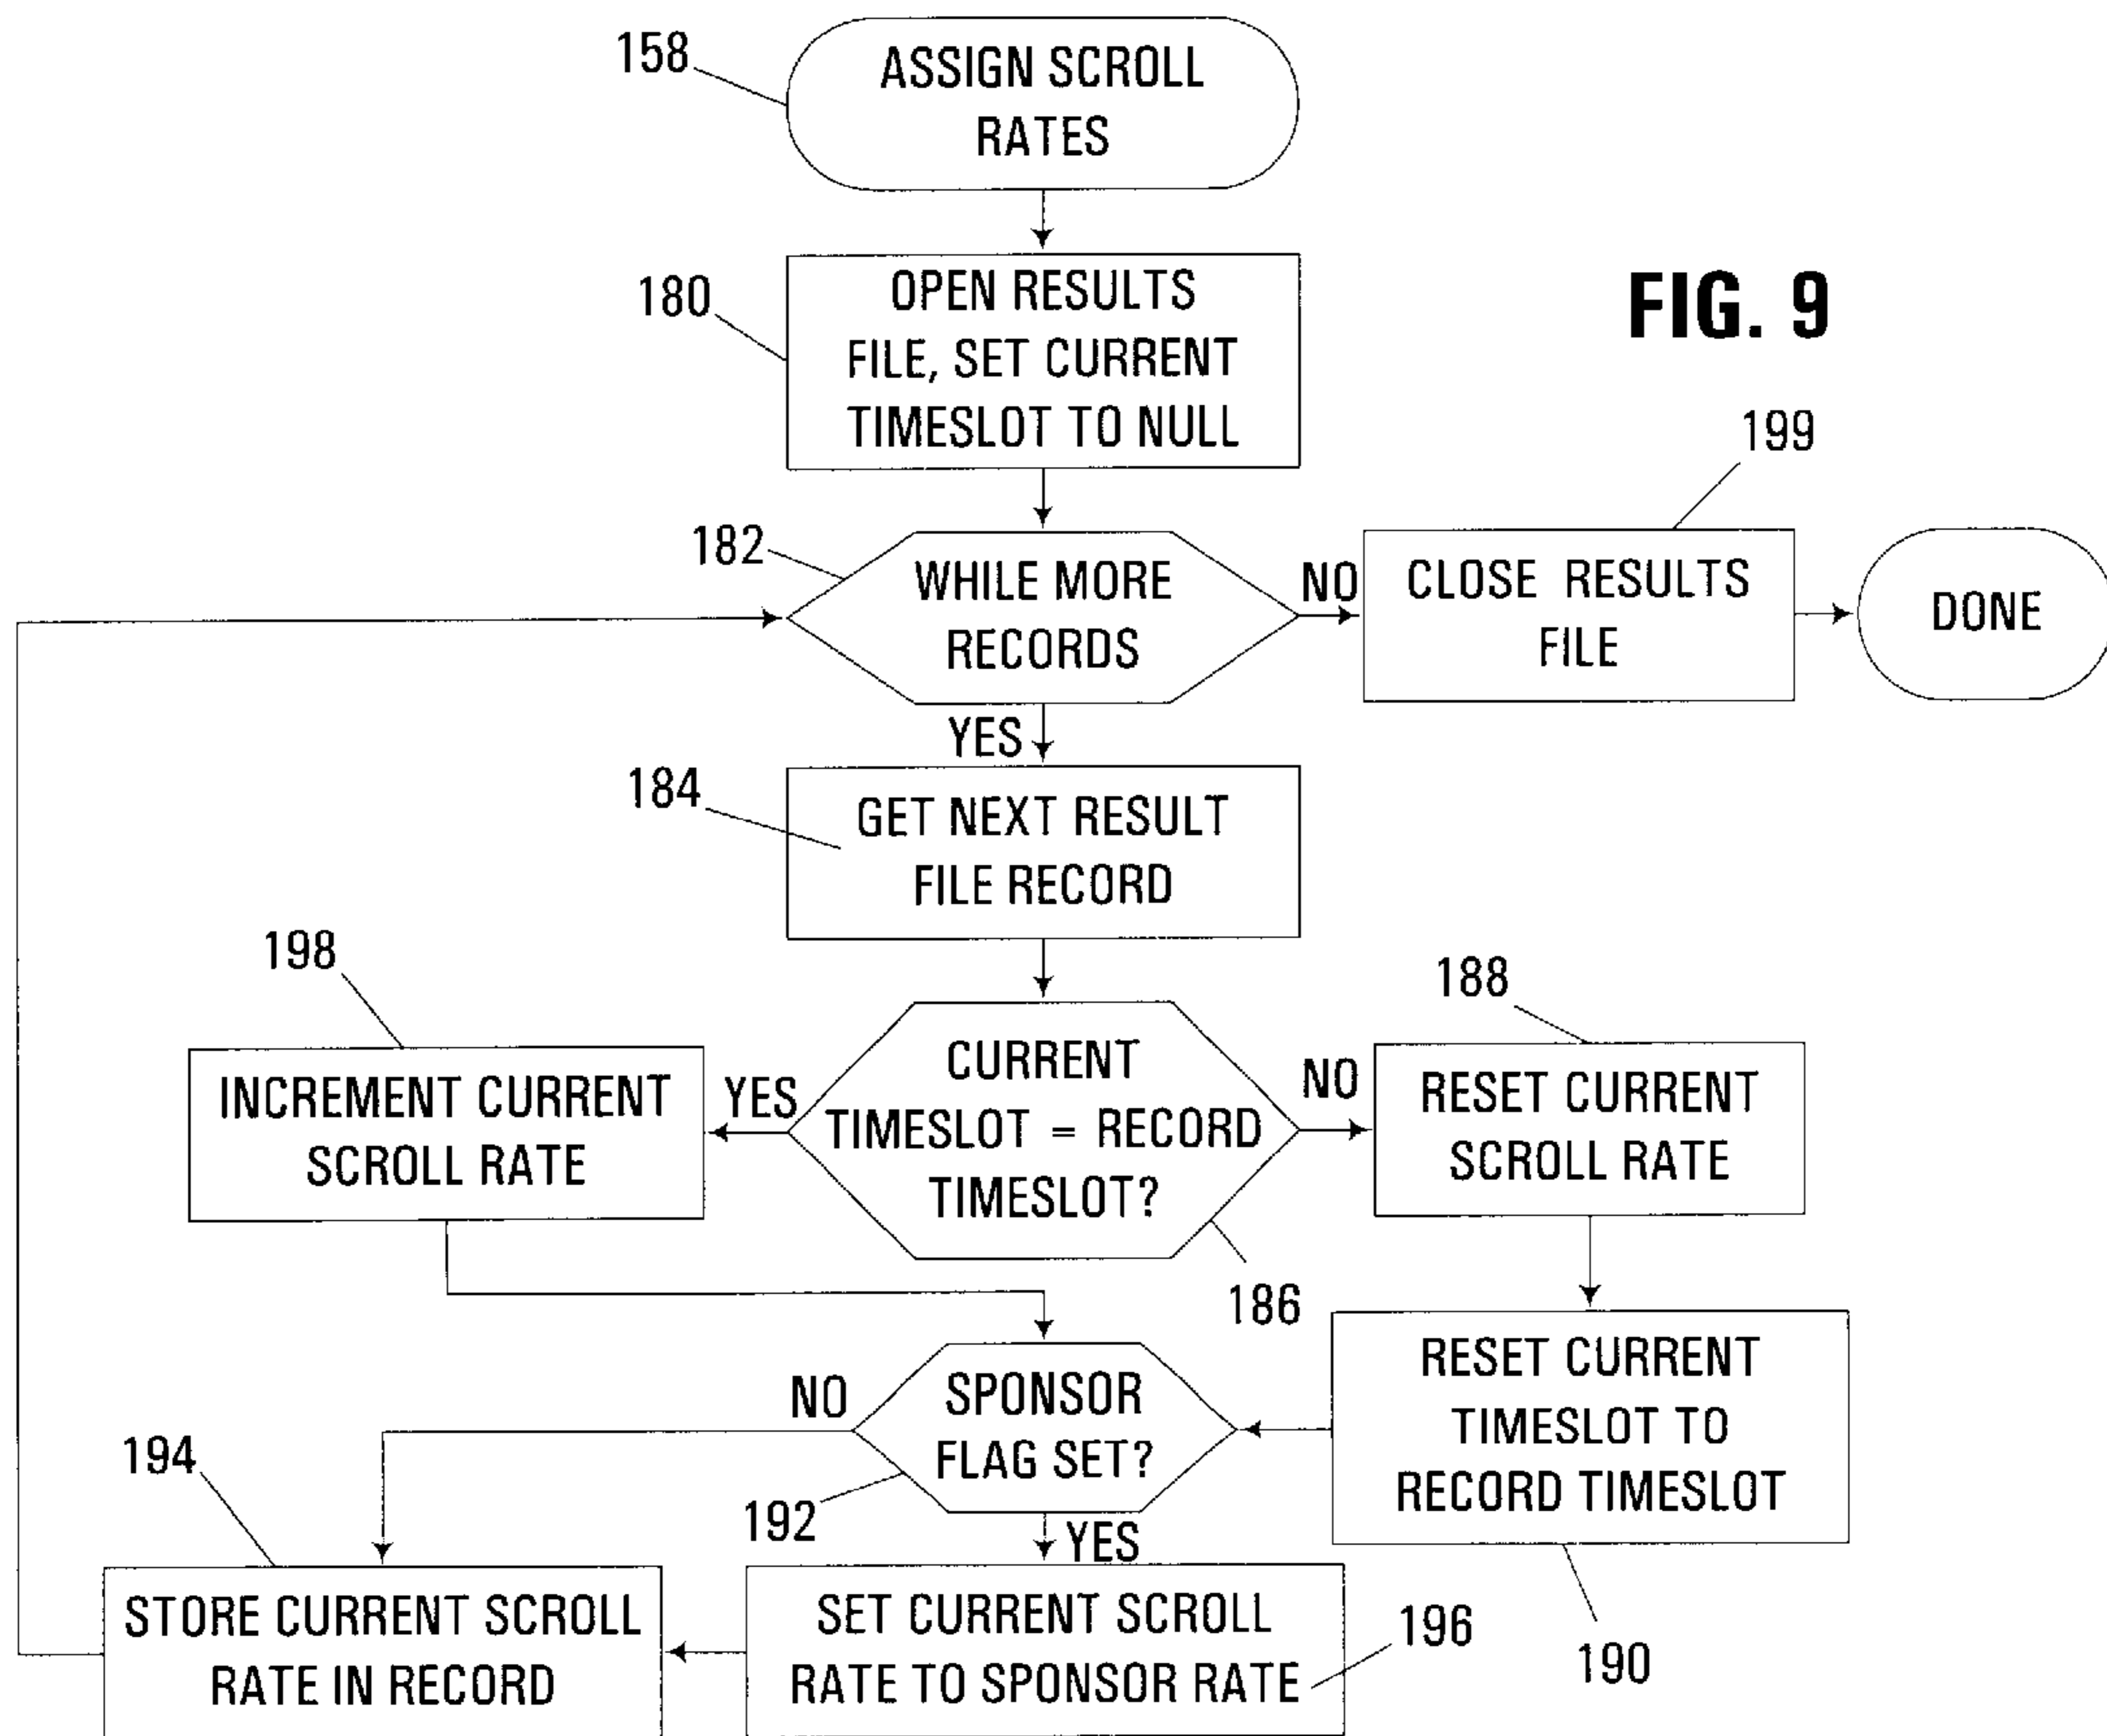 158
ASSIGN SCROLL
RATES
180
OPEN RESULTS
FILE, SET CURRENT
TIMESLOT TO NULL
FIG. 9
199
182
WHILE MORE
RECORDS
NO
CLOSE RESULTS
FILE
DONE
YES
184
GET NEXT RESULT
FILE RECORD
198
188
INCREMENT CURRENT
SCROLL RATE
YES
CURRENT
TIMESLOT = RECORD
TIMESLOT?
NO
RESET CURRENT
SCROLL RATE
186
RESET CURRENT
TIMESLOT TO
RECORD TIMESLOT
NO
SPONSOR
FLAG SET?
194
192
YES
STORE CURRENT SCROLL
RATE IN RECORD
SET CURRENT SCROLL
RATE TO SPONSOR RATE
196
190